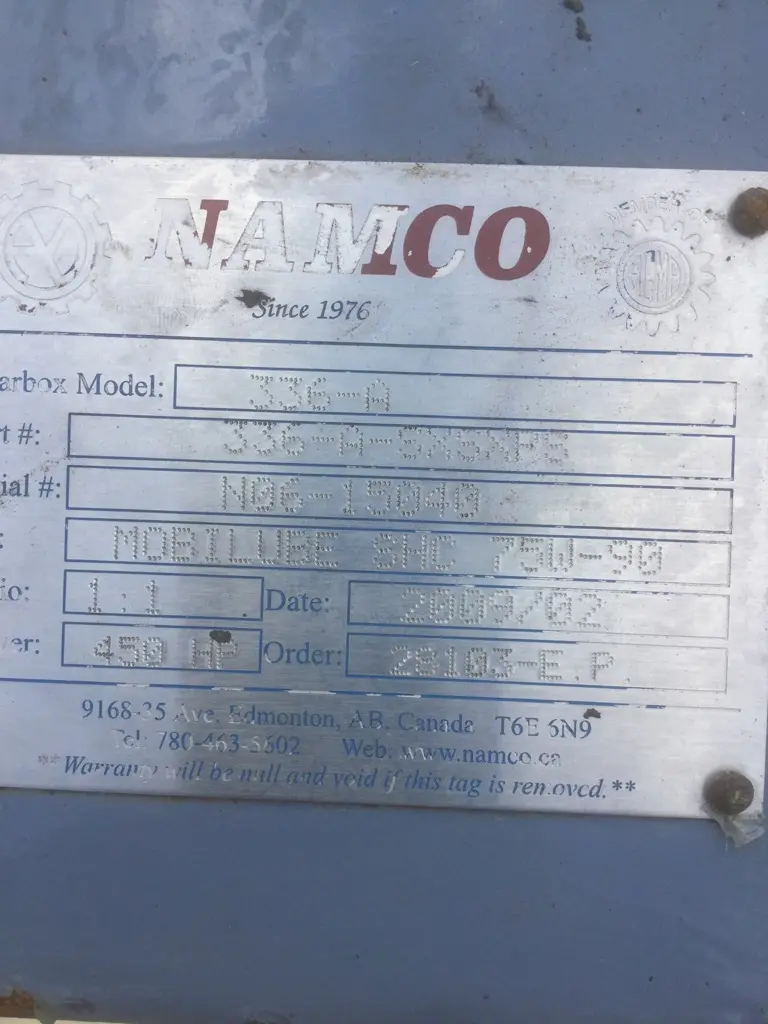 NAMCO
Since 1976
arbox Model: 336-A
t #: 336-A-5X5XPS
ial #: N06-15040
: MOBILUBE SHC 75W-90
io: 1:1 Date: 2009/02
er: 450 HP Order: 28103-E.P.
9168-35 Ave. Edmonton, AB. Canada T6E 6N9
Tel: 780-463-5602 Web. www.namco.ca
** Warranty will be null and void if this tag is removed.**